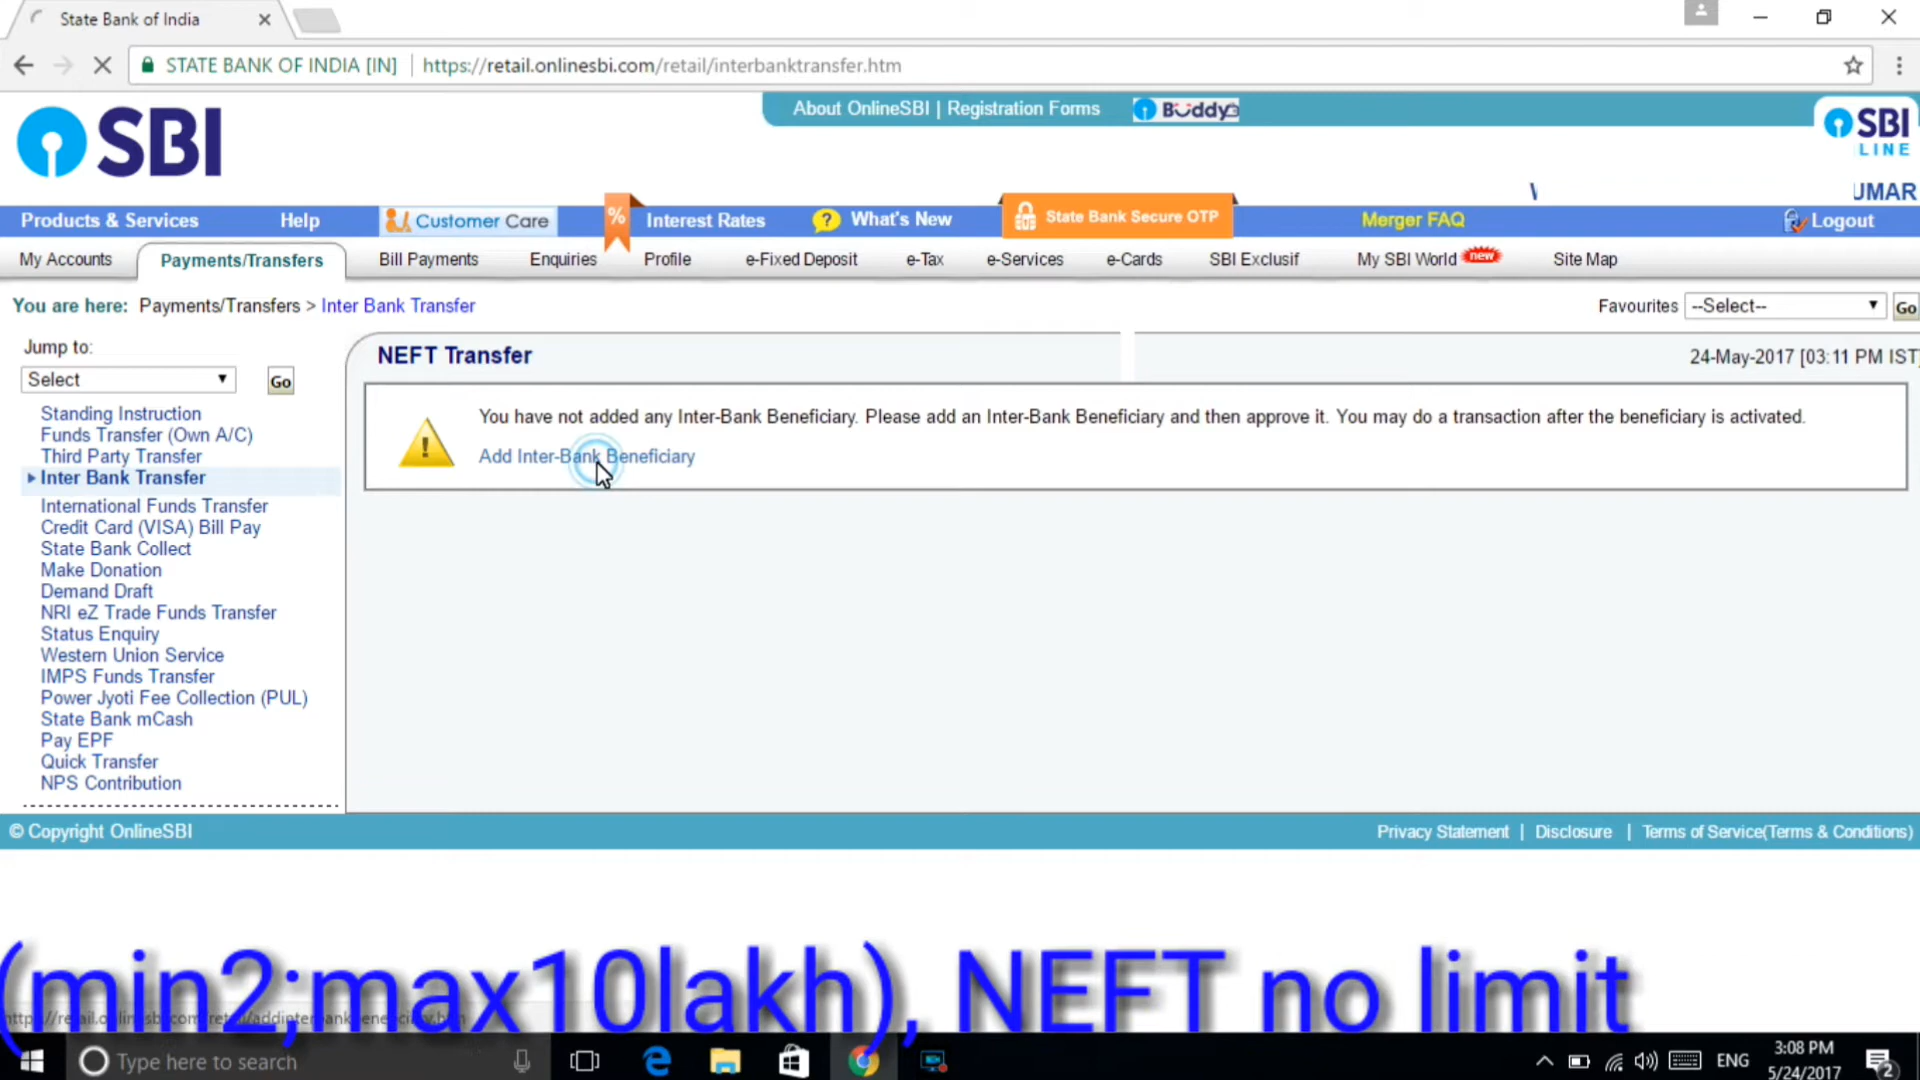 State Bank of India
STATE BANK OF INDIA [IN] https://retail.onlinesbi.com/retail/interbanktransfer.htm
About OnlineSBI | Registration Forms Buddy
SBI
SBI
LINE
UMAR
Products & Services Help Customer Care % Interest Rates ? What's New State Bank Secure OTP Merger FAQ Logout
My Accounts Payments/Transfers Bill Payments Enquiries Profile e-Fixed Deposit e-Tax e-Services e-Cards SBI Exclusif My SBI World new Site Map
You are here: Payments/Transfers > Inter Bank Transfer Favourites --Select-- Go
Jump to:
Select Go
NEFT Transfer 24-May-2017 [03:11 PM IST]
You have not added any Inter-Bank Beneficiary. Please add an Inter-Bank Beneficiary and then approve it. You may do a transaction after the beneficiary is activated.
Add Inter-Bank Beneficiary
Standing Instruction
Funds Transfer (Own A/C)
Third Party Transfer
Inter Bank Transfer
International Funds Transfer
Credit Card (VISA) Bill Pay
State Bank Collect
Make Donation
Demand Draft
NRI eZ Trade Funds Transfer
Status Enquiry
Western Union Service
IMPS Funds Transfer
Power Jyoti Fee Collection (PUL)
State Bank mCash
Pay EPF
Quick Transfer
NPS Contribution
© Copyright OnlineSBI Privacy Statement | Disclosure | Terms of Service(Terms & Conditions)
(min2;max10lakh), NEFT no limit
Type here to search ENG 3:08 PM
5/24/2017 2